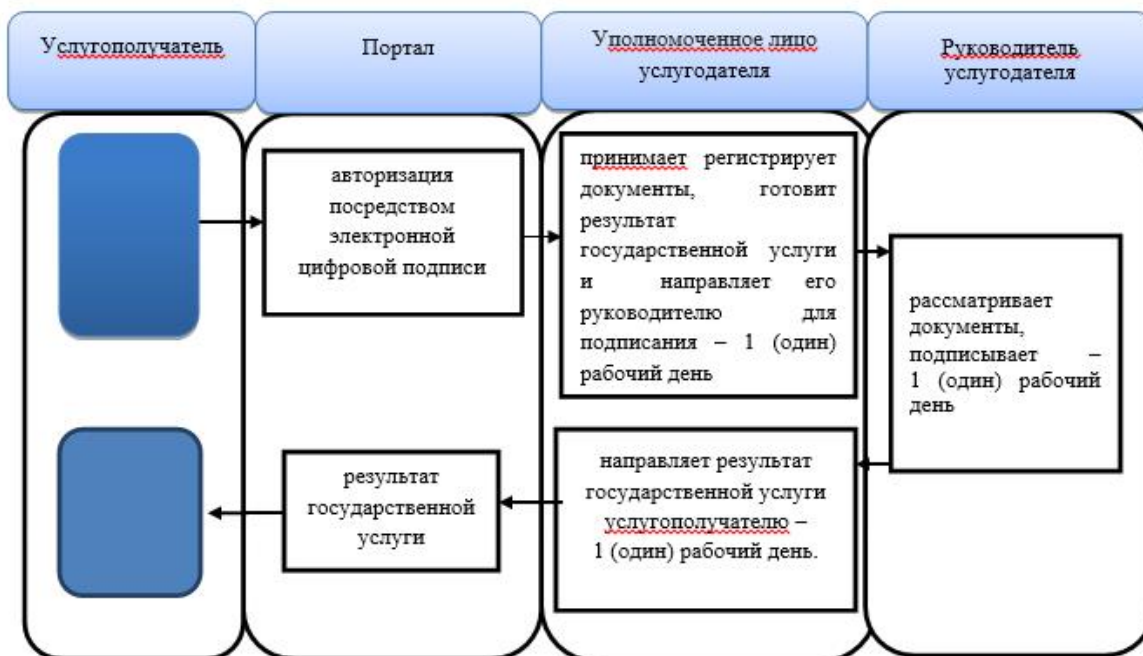 Услугополучатель
Портал
Уполномоченное лицо
услугодателя
Руководитель
услугодателя
авторизация
посредством
электронной
цифровой подписи
принимает регистрирует
документы, готовит
результат
государственной услуги
и направляет его
руководителю для
подписания – 1 (один)
рабочий день
рассматривает
документы,
подписывает –
1 (один) рабочий
день
направляет результат
государственной услуги
услугополучателю –
1 (один) рабочий день.
результат
государственной
услуги